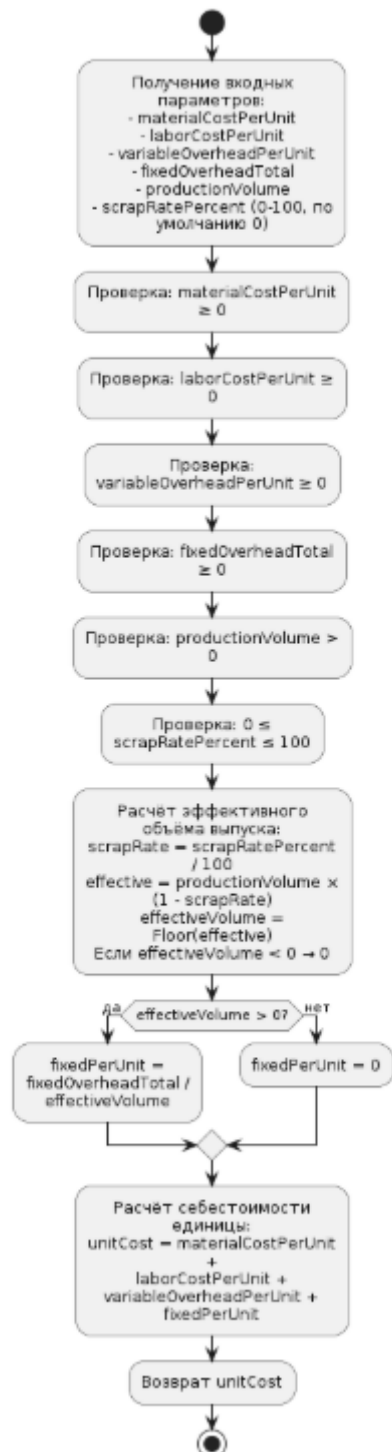 Получение входных
параметров:
- materialCostPerUnit
- laborCostPerUnit
- variableOverheadPerUnit
- fixedOverheadTotal
- productionVolume
- scrapRatePercent (0-100, по
умолчанию 0)
Проверка: materialCostPerUnit
≥ 0
Проверка: laborCostPerUnit ≥
0
Проверка:
variableOverheadPerUnit ≥ 0
Проверка: fixedOverheadTotal
≥ 0
Проверка: productionVolume >
0
Проверка: 0 ≤
scrapRatePercent ≤ 100
Расчёт эффективного
объёма выпуска:
scrapRate = scrapRatePercent
/ 100
effective = productionVolume ×
(1 - scrapRate)
effectiveVolume =
Floor(effective)
Если effectiveVolume < 0 → 0
да
effectiveVolume > 0?
нет
fixedPerUnit =
fixedOverheadTotal /
effectiveVolume
fixedPerUnit = 0
Расчёт себестоимости
единицы:
unitCost = materialCostPerUnit
+
laborCostPerUnit +
variableOverheadPerUnit +
fixedPerUnit
Возврат unitCost